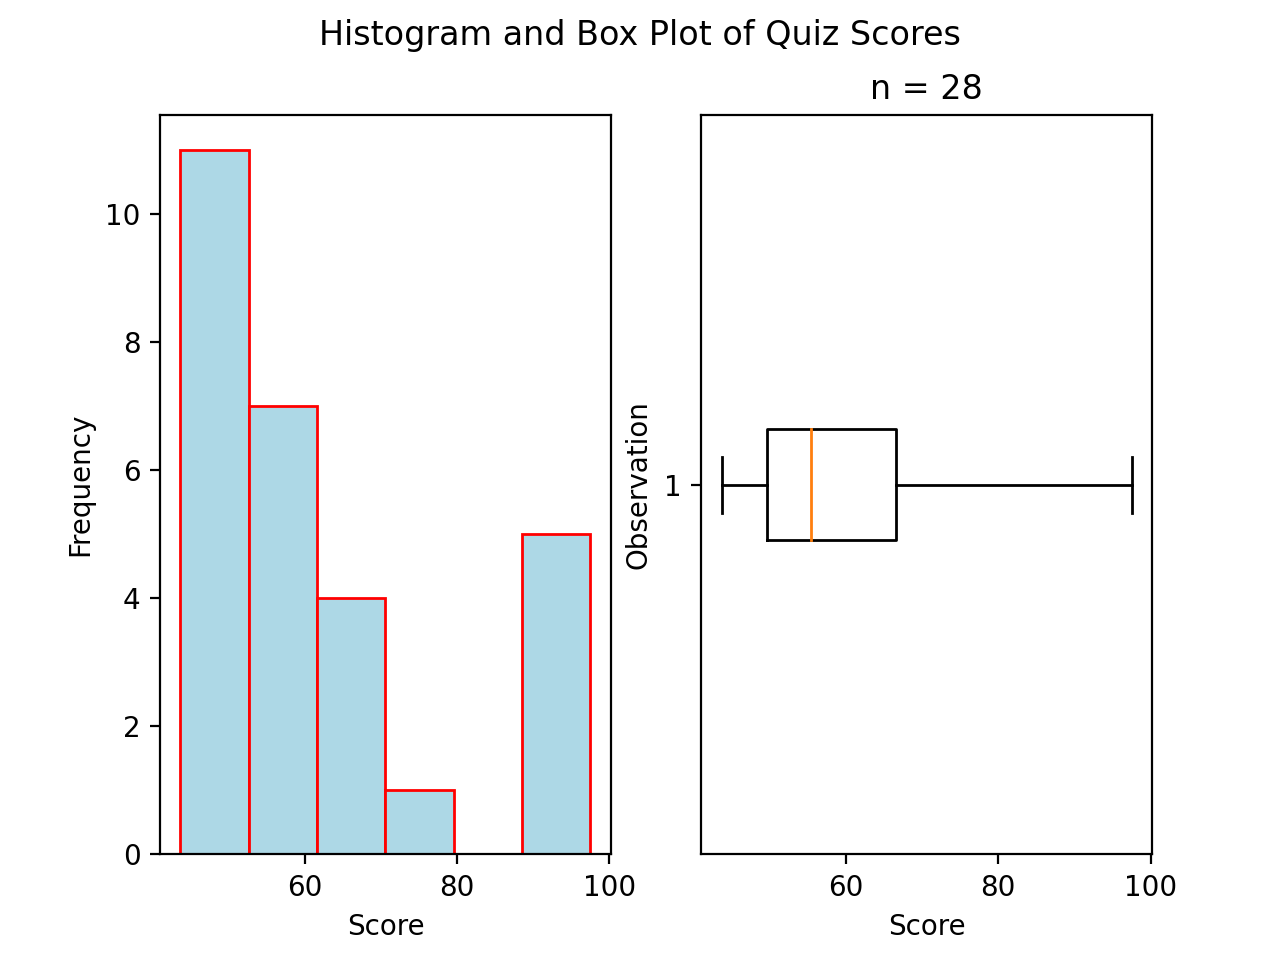 Histogram and Box Plot of Quiz Scores
n = 28
Frequency
10
8
6
4
2
0
60 80 100
Score
Observation
1
60 80 100
Score